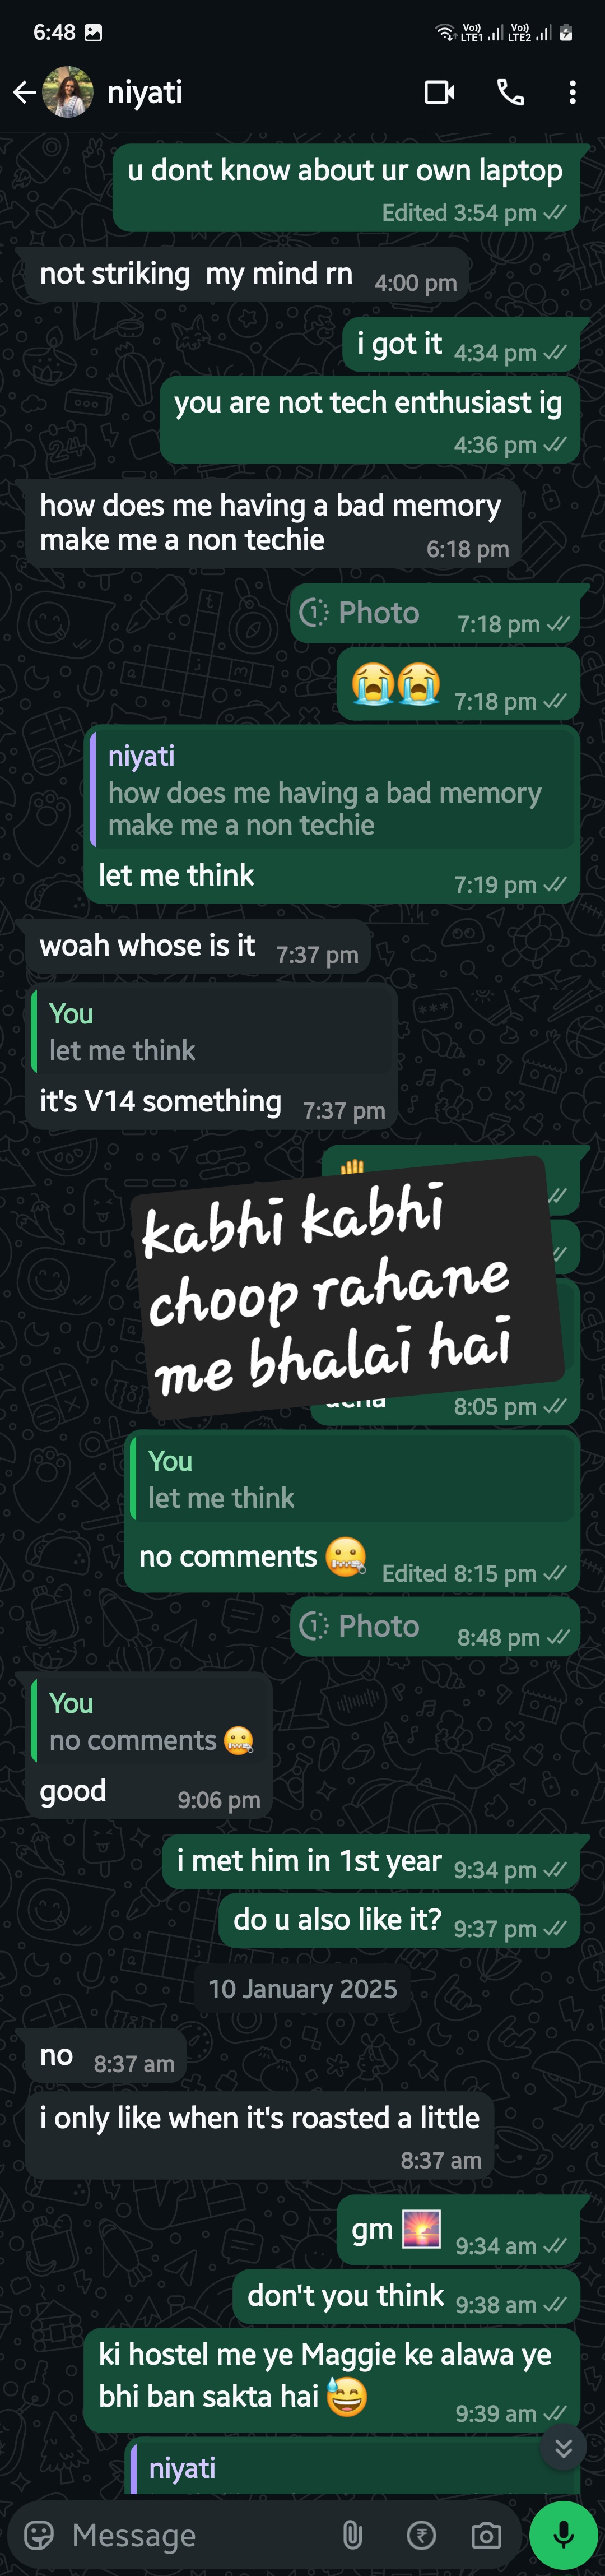 6:48
Vo)) LTE1 Vo)) LTE2
niyati
u dont know about ur own laptop
Edited 3:54 pm
not striking my mind rn 4:00 pm
i got it 4:34 pm
you are not tech enthusiast ig
4:36 pm
how does me having a bad memory
make me a non techie 6:18 pm
1 Photo 7:18 pm
😭😭 7:18 pm
niyati
how does me having a bad memory
make me a non techie
let me think 7:19 pm
woah whose is it 7:37 pm
You
let me think
it's V14 something 7:37 pm
kabhi kabhi
choop rahane
me bhalai hai
8:05 pm
You
let me think
no comments 🤐 Edited 8:15 pm
1 Photo 8:48 pm
You
no comments 🤐
good 9:06 pm
i met him in 1st year 9:34 pm
do u also like it? 9:37 pm
10 January 2025
no 8:37 am
i only like when it's roasted a little
8:37 am
gm 🌅 9:34 am
don't you think 9:38 am
ki hostel me ye Maggie ke alawa ye
bhi ban sakta hai 😅 9:39 am
niyati
Message